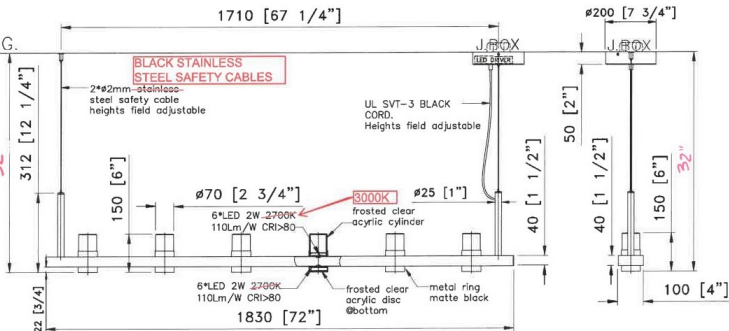 1710 [67 1/4"]
ø200 [7 3/4"]
G.
J.BOX
J.BOX
LED DRIVER
BLACK STAINLESS
STEEL SAFETY CABLES
2*ø2mm stainless
steel safety cable
heights field adjustable
UL SVT-3 BLACK
CORD.
Heights field adjustable
50 [2"]
312 [12 1/4"]
32"
150 [6"]
ø70 [2 3/4"]
3000K
ø25 [1"]
6*LED 2W 2700K
110Lm/W CRI>80
frosted clear
acyrlic cylinder
40 [1 1/2"]
40 [1 1/2"]
150 [6"]
6*LED 2W 2700K
110Lm/W CRI>80
frosted clear
acrylic disc
@bottom
metal ring
matte black
100 [4"]
22 [3/4]
1830 [72"]